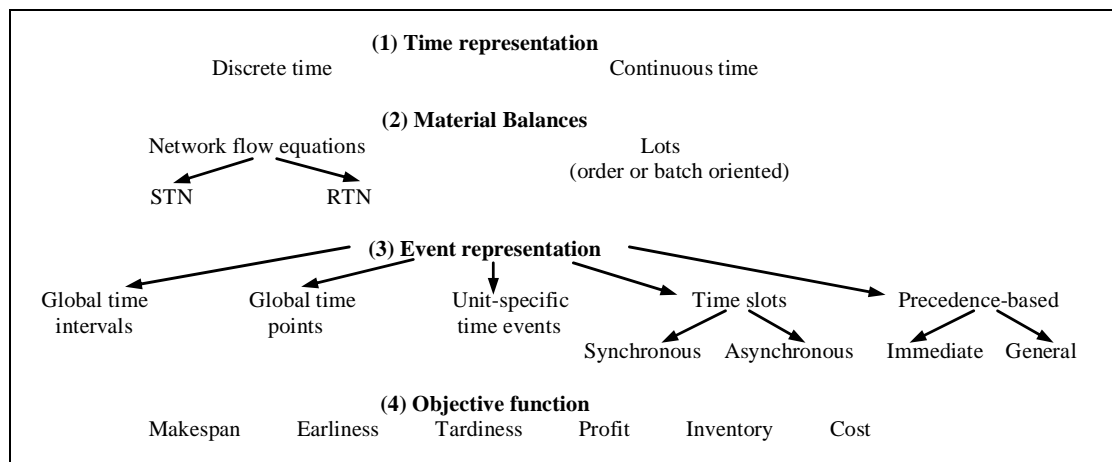 (1) Time representation
Discrete time Continuous time
(2) Material Balances
Network flow equations Lots
(order or batch oriented)
STN RTN
(3) Event representation
Global time Global time Unit-specific Time slots Precedence-based
intervals points time events
Synchronous Asynchronous Immediate General
(4) Objective function
Makespan Earliness Tardiness Profit Inventory Cost